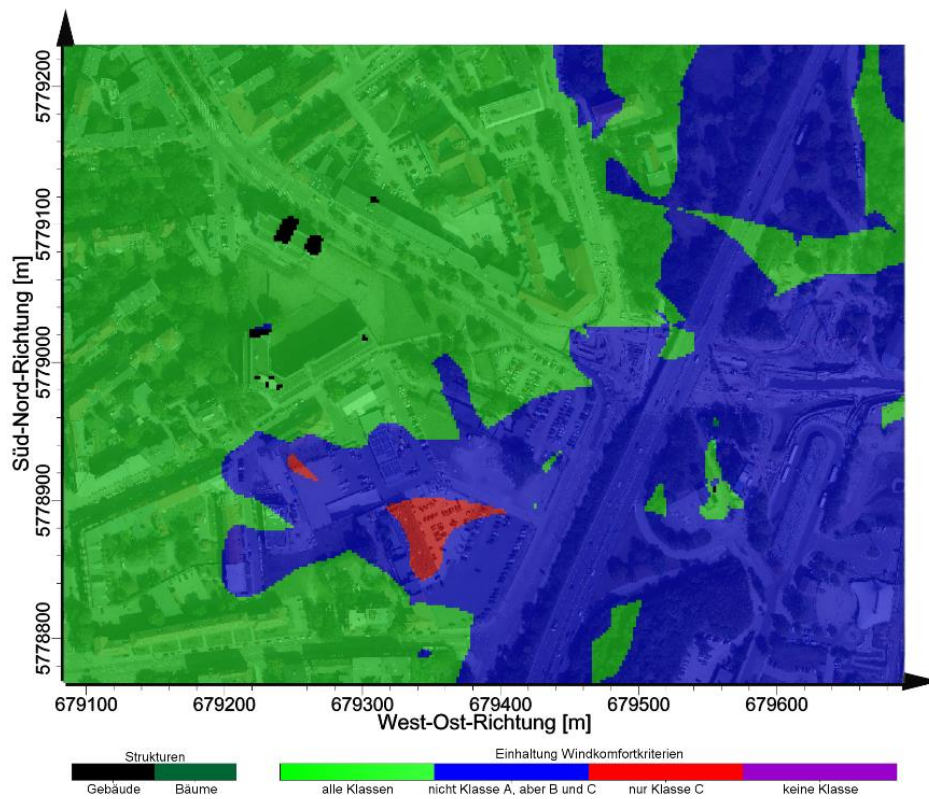 5779200
5779100
5779000
5778900
5778800
Süd-Nord-Richtung [m]
679100 679200 679300 679400 679500 679600
West-Ost-Richtung [m]
Strukturen
Gebäude Bäume
Einhaltung Windkomfortkriterien
alle Klassen nicht Klasse A, aber B und C nur Klasse C keine Klasse